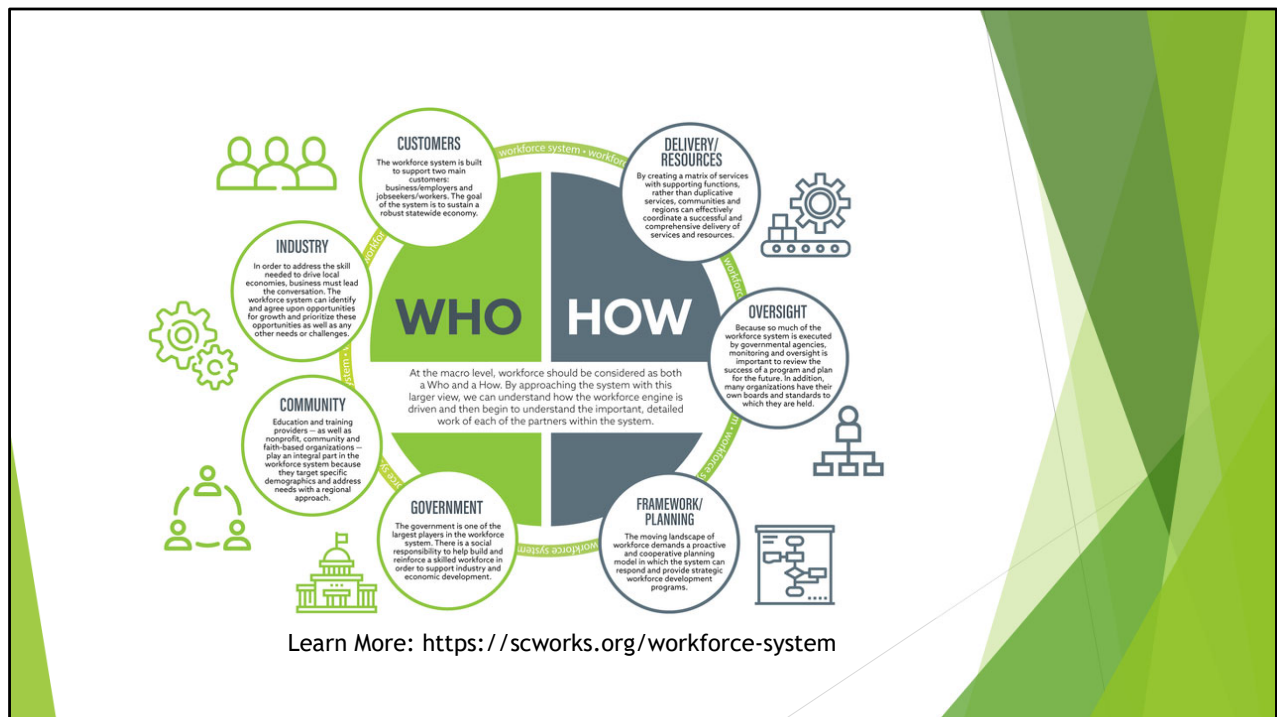 CUSTOMERS
The workforce system is built
to support two main
customers:
business/employers and
jobseekers/workers. The goal
of the system is to sustain a
robust statewide economy.
INDUSTRY
In order to address the skill
needed to drive local
economies, business must lead
the conversation. The
workforce system can identify
and agree upon opportunities
for growth and prioritize these
opportunities as well as any
other needs or challenges.
COMMUNITY
Education and training
providers — as well as
nonprofit, community and
faith-based organizations —
play an integral part in the
workforce system because
they target specific
demographics and address
needs with a regional
approach.
GOVERNMENT
The government is one of the
largest players in the workforce
system. There is a social
responsibility to help build and
reinforce a skilled workforce in
order to support industry and
economic development.
WHO
HOW
At the macro level, workforce should be considered as both
a Who and a How. By approaching the system with this
larger view, we can understand how the workforce engine is
driven and then begin to understand the important, detailed
work of each of the partners within the system.
DELIVERY/
RESOURCES
By creating a matrix of services
with supporting functions,
rather than duplicative
services, communities and
regions can effectively
coordinate a successful and
comprehensive delivery of
services and resources.
OVERSIGHT
Because so much of the
workforce system is executed
by governmental agencies,
monitoring and oversight is
important to review the
success of a program and plan
for the future. In addition,
many organizations have their
own boards and standards to
which they are held.
FRAMEWORK/
PLANNING
The moving landscape of
workforce demands a proactive
and cooperative planning
model in which the system can
respond and provide strategic
workforce development
programs.
workforce system • workfor
workfor
workfor
system •
m • workforce sys
workforce system
orce sy
Learn More: https://scworks.org/workforce-system